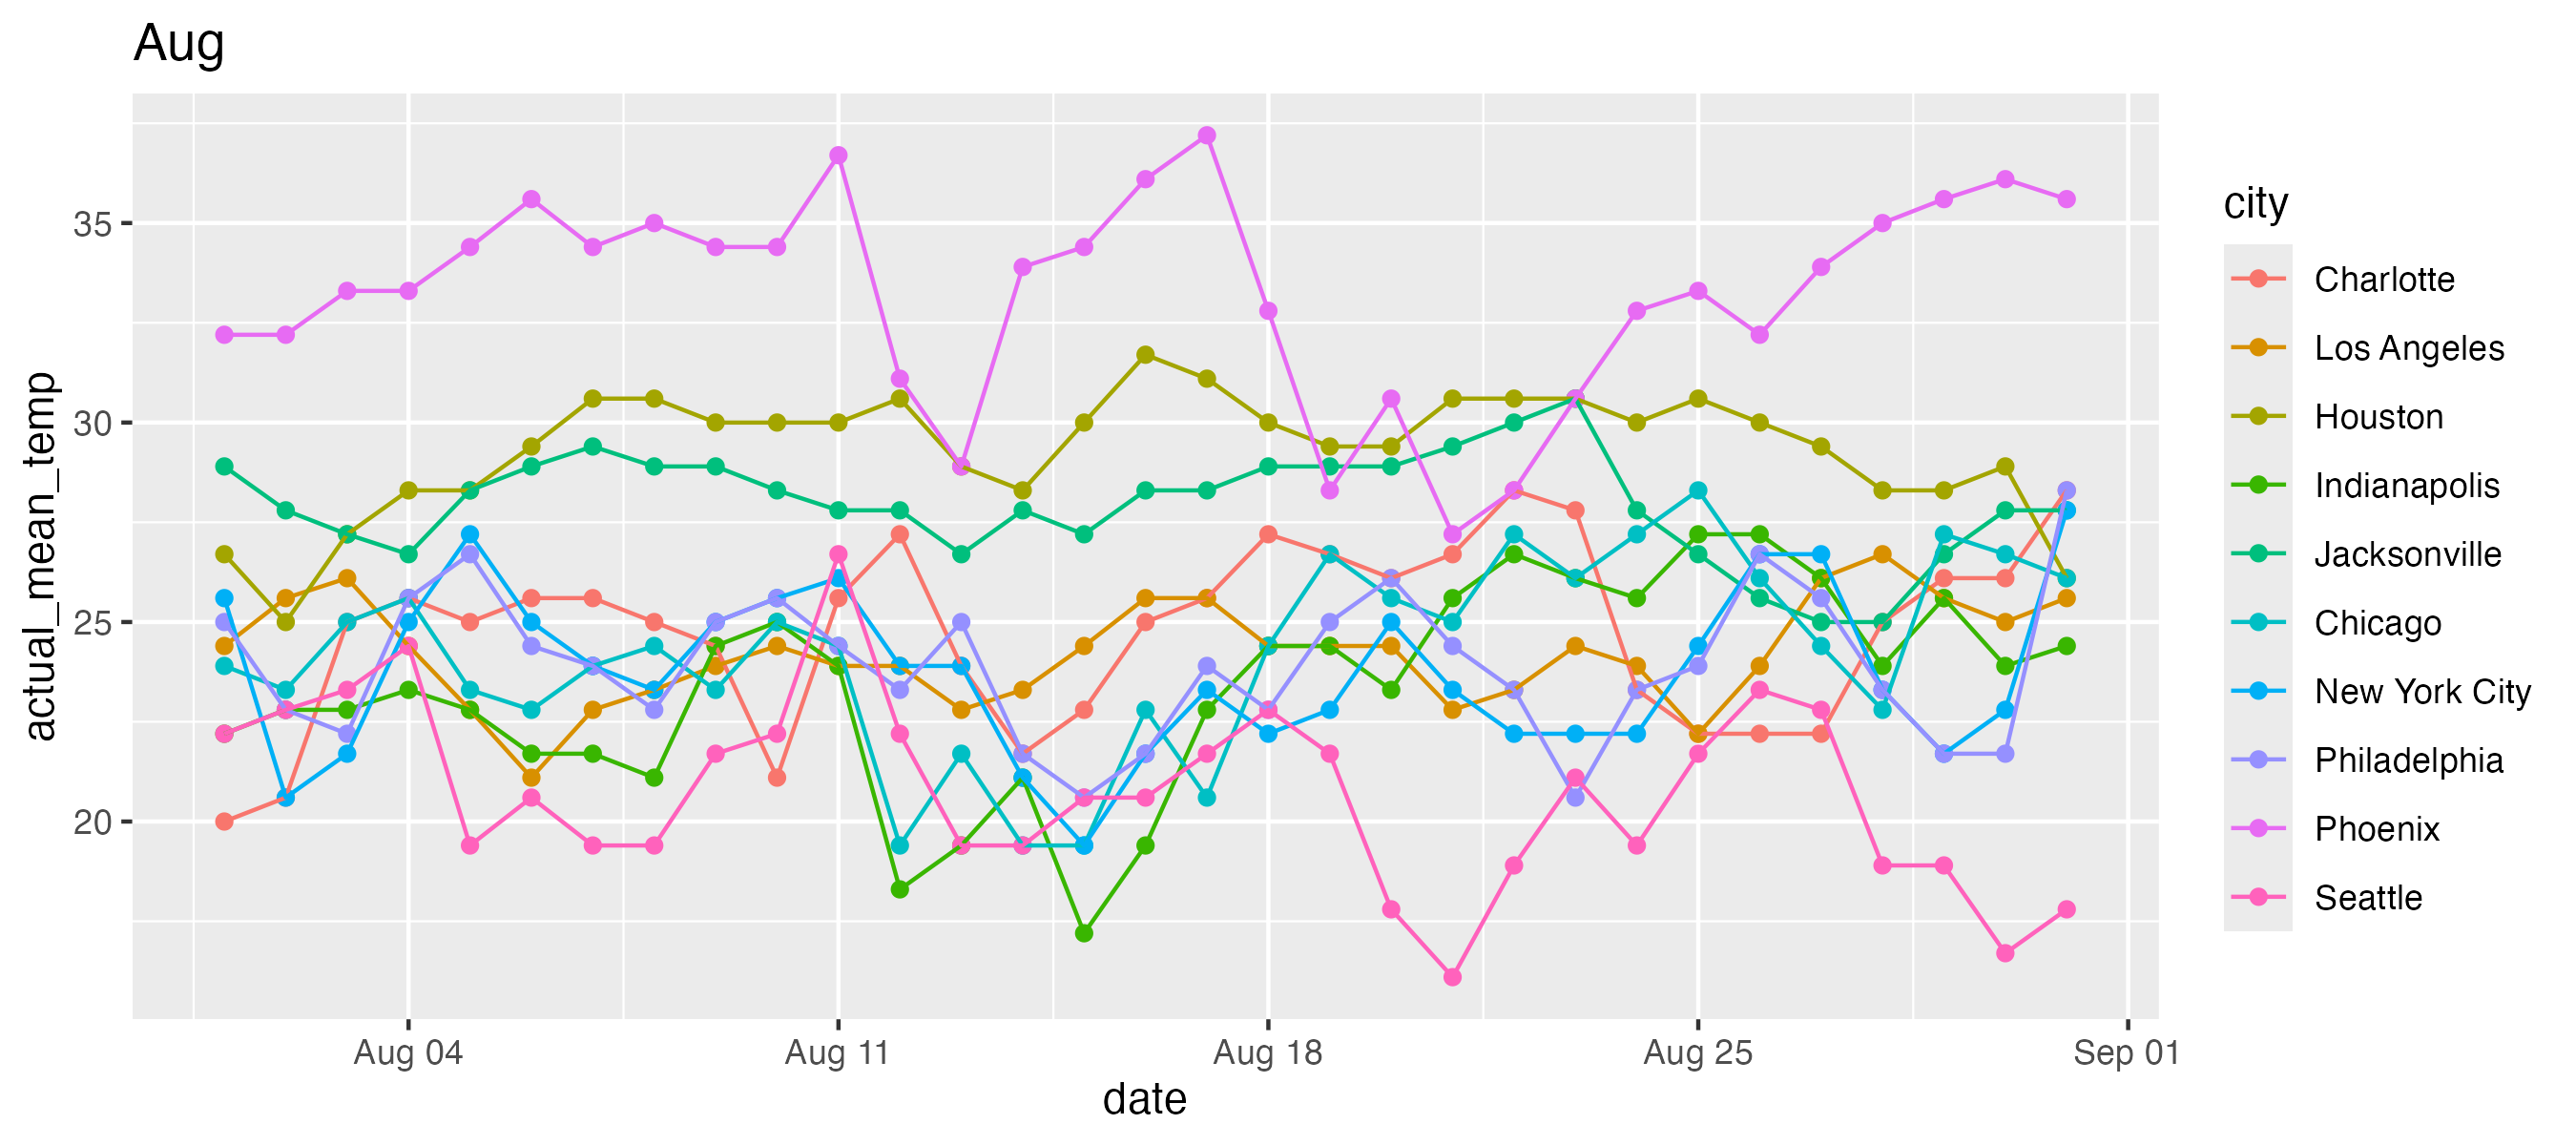 Aug
actual_mean_temp
35
30
25
20
Aug 04
Aug 11
Aug 18
Aug 25
Sep 01
date
city
Charlotte
Los Angeles
Houston
Indianapolis
Jacksonville
Chicago
New York City
Philadelphia
Phoenix
Seattle